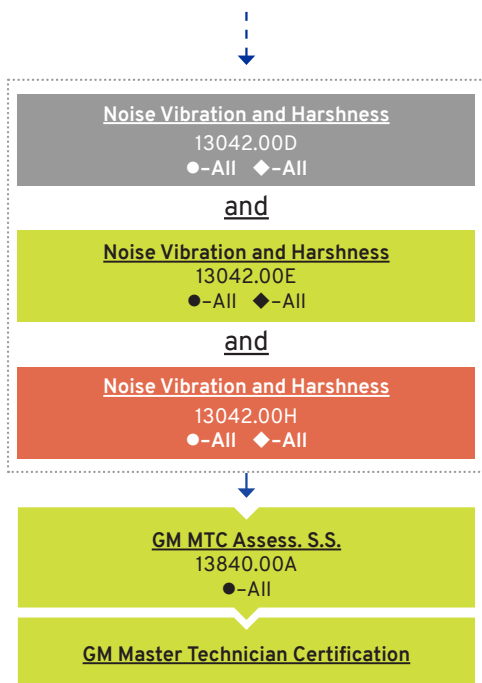 Noise Vibration and Harshness
13042.00D
●–All ◆–All
and
Noise Vibration and Harshness
13042.00E
●–All ◆–All
and
Noise Vibration and Harshness
13042.00H
●–All ◆–All
GM MTC Assess. S.S.
13840.00A
●–All
GM Master Technician Certification